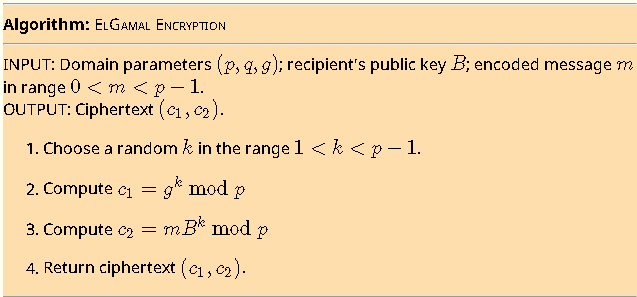 Algorithm: ELGAMAL ENCRYPTION
INPUT: Domain parameters (p, q, g); recipient's public key B; encoded message m
in range 0 < m < p − 1.
OUTPUT: Ciphertext (c₁, c₂).
1. Choose a random k in the range 1 < k < p − 1.
2. Compute c₁ = gᵏ mod p
3. Compute c₂ = mBᵏ mod p
4. Return ciphertext (c₁, c₂).